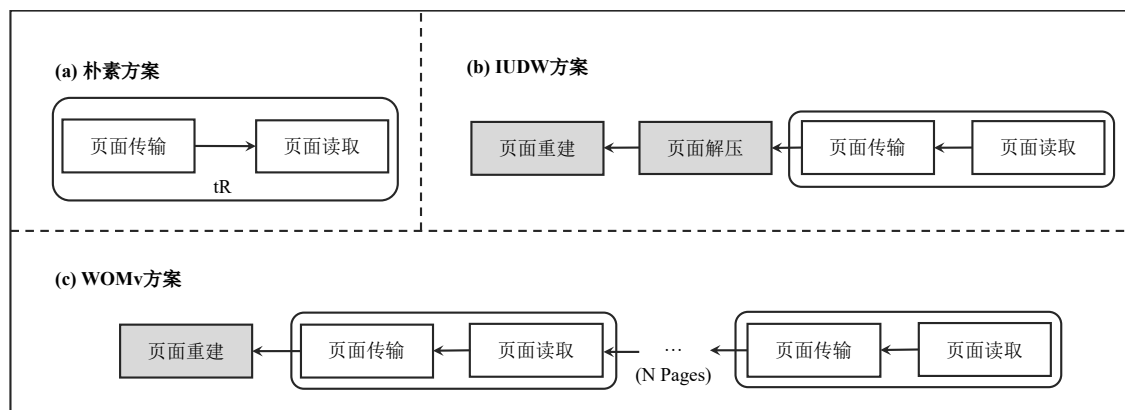 (a) 朴素方案
页面传输
页面读取
tR
(b) IUDW方案
页面重建
页面解压
页面传输
页面读取
(c) WOMv方案
页面重建
页面传输
页面读取
...
(N Pages)
页面传输
页面读取